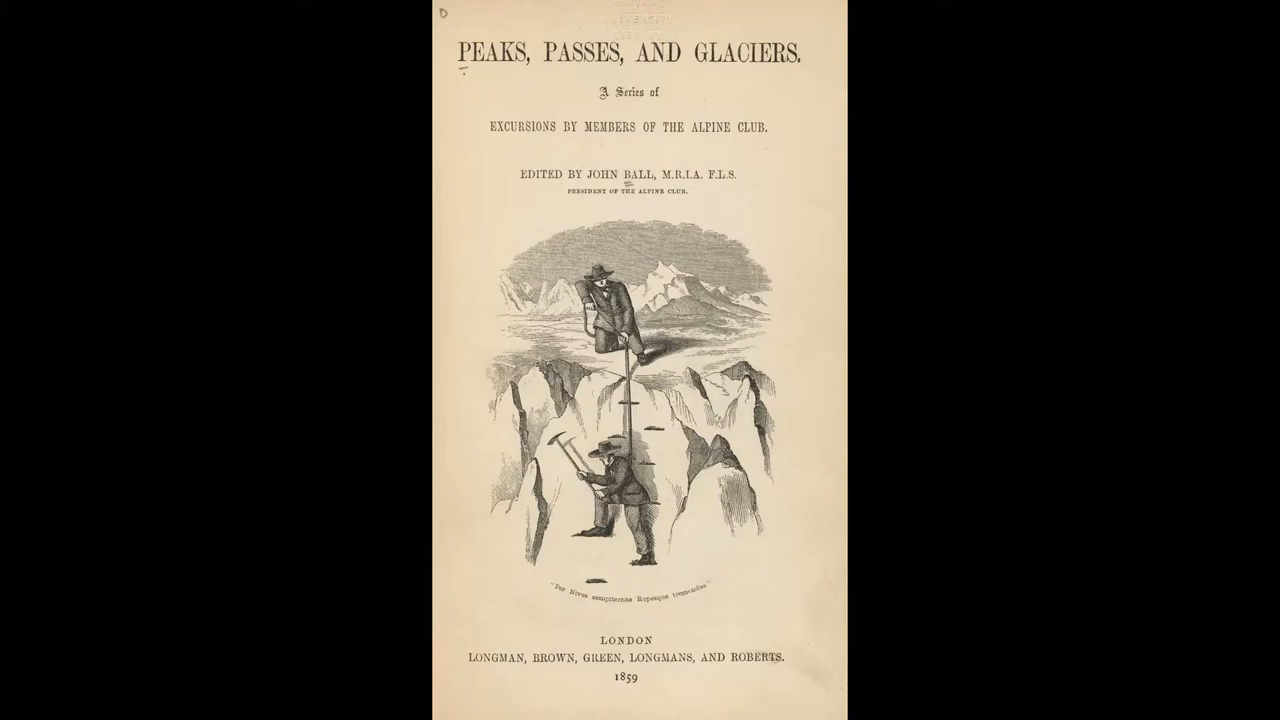 PEAKS, PASSES, AND GLACIERS.
A Series of
EXCURSIONS BY MEMBERS OF THE ALPINE CLUB.
EDITED BY JOHN BALL, M.R.I.A. F.L.S.
PRESIDENT OF THE ALPINE CLUB.
"Per Nives sempiternas Rupesque tremendas"
LONDON
LONGMAN, BROWN, GREEN, LONGMANS, AND ROBERTS.
1859